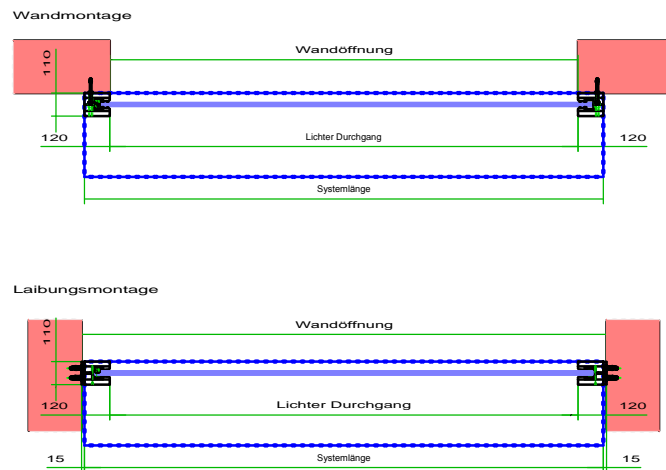 Wandmontage
Wandöffnung
110
120
Lichter Durchgang
120
Systemlänge
Laibungsmontage
Wandöffnung
110
120
Lichter Durchgang
120
15
Systemlänge
15